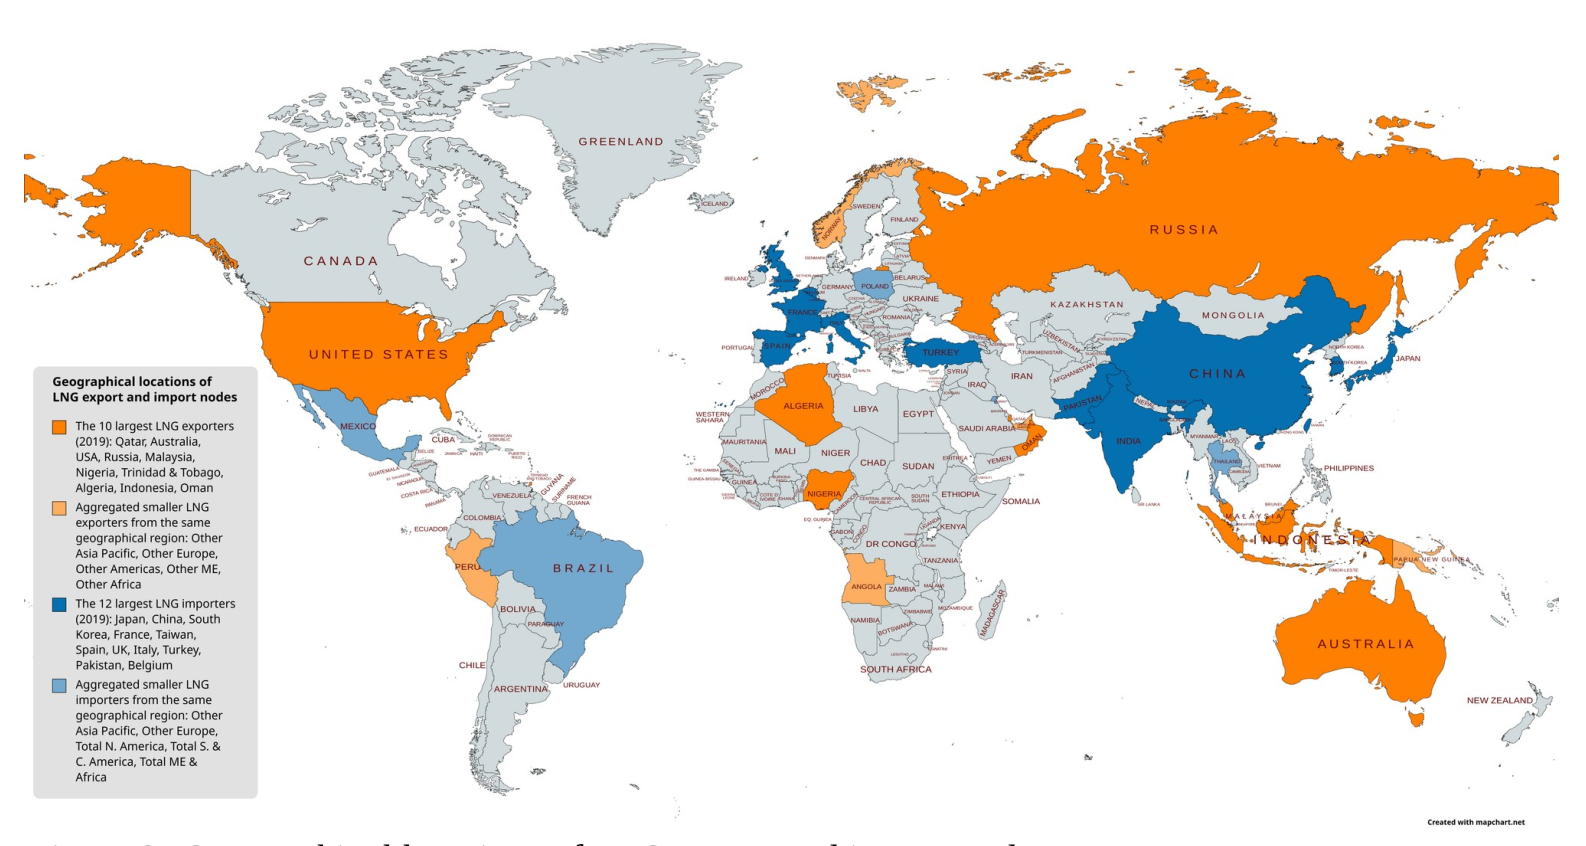 GREENLAND
ICELAND
SWEDEN
NORWAY
FINLAND
RUSSIA
CANADA
IRELAND
DENMARK
GERMANY
POLAND
BELARUS
UKRAINE
FRANCE
ROMANIA
KAZAKHSTAN
MONGOLIA
UNITED STATES
PORTUGAL
SPAIN
TURKEY
UZBEKISTAN
TURKMENISTAN
NORTH KOREA
SOUTH KOREA
JAPAN
CHINA
SYRIA
IRAQ
IRAN
AFGHANISTAN
PAKISTAN
NEPAL
INDIA
MOROCCO
TUNISIA
ALGERIA
LIBYA
EGYPT
SAUDI ARABIA
OMAN
YEMEN
WESTERN
SAHARA
MAURITANIA
MALI
NIGER
CHAD
SUDAN
ERITREA
MEXICO
CUBA
HAITI
JAMAICA
DOMINICAN
REPUBLIC
PUERTO
RICO
BELIZE
GUATEMALA
NICARAGUA
COSTA RICA
PANAMA
VENEZUELA
GUYANA
SURINAME
FRENCH
GUIANA
COLOMBIA
ECUADOR
PERU
BRAZIL
BOLIVIA
PARAGUAY
CHILE
ARGENTINA
URUGUAY
THE GAMBIA
GUINEA-BISSAU
GUINEA
GHANA
NIGERIA
CAMEROON
CENTRAL AFRICAN
REPUBLIC
SOUTH
SUDAN
ETHIOPIA
SOMALIA
EQ. GUINEA
GABON
CONGO
DR CONGO
UGANDA
KENYA
TANZANIA
ANGOLA
ZAMBIA
MALAWI
MOZAMBIQUE
ZIMBABWE
NAMIBIA
BOTSWANA
MADAGASCAR
SOUTH AFRICA
MYANMAR
LAOS
THAILAND
VIETNAM
PHILIPPINES
SRI LANKA
BRUNEI
MALAYSIA
INDONESIA
TIMOR-LESTE
PAPUA NEW GUINEA
AUSTRALIA
NEW ZEALAND
Geographical locations of
LNG export and import nodes
The 10 largest LNG exporters
(2019): Qatar, Australia,
USA, Russia, Malaysia,
Nigeria, Trinidad & Tobago,
Algeria, Indonesia, Oman
Aggregated smaller LNG
exporters from the same
geographical region: Other
Asia Pacific, Other Europe,
Other Americas, Other ME,
Other Africa
The 12 largest LNG importers
(2019): Japan, China, South
Korea, France, Taiwan,
Spain, UK, Italy, Turkey,
Pakistan, Belgium
Aggregated smaller LNG
importers from the same
geographical region: Other
Asia Pacific, Other Europe,
Total N. America, Total S. &
C. America, Total ME &
Africa
Created with mapchart.net